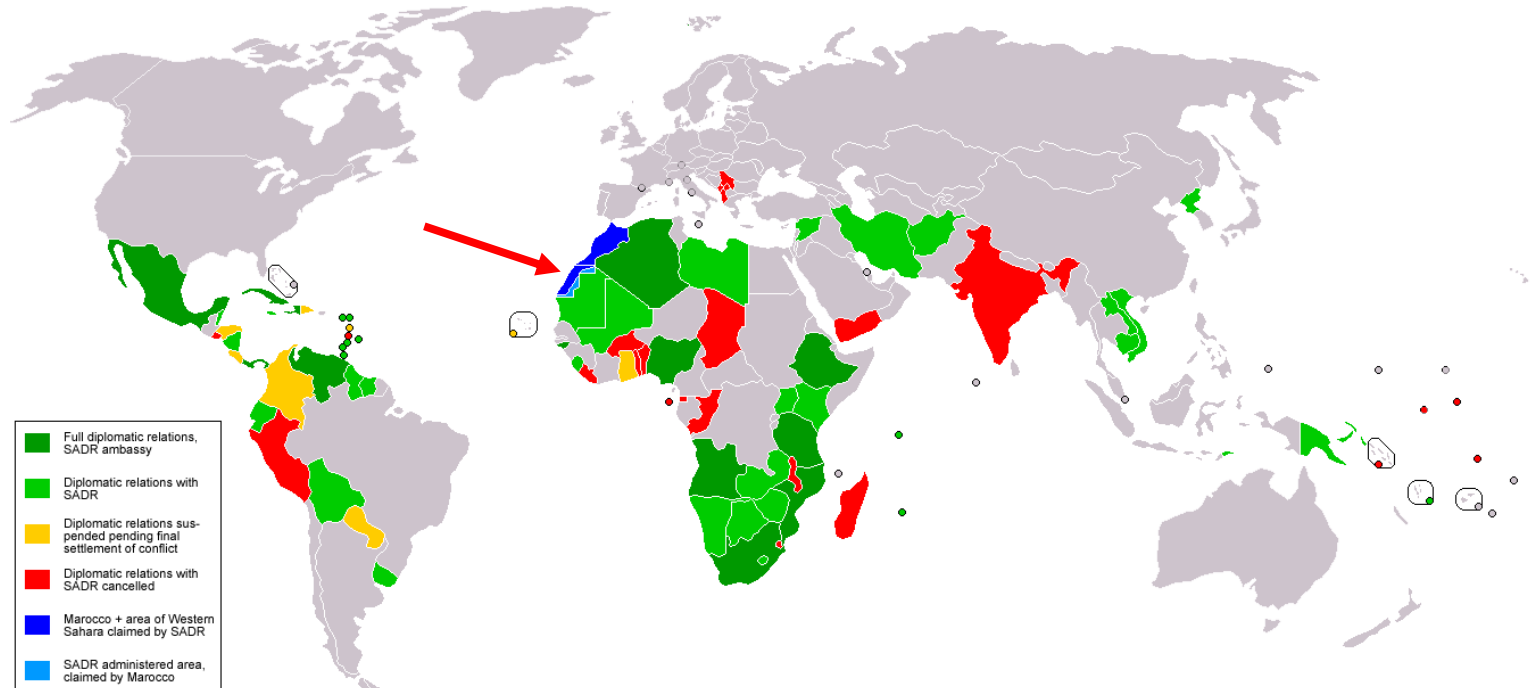 Full diplomatic relations,
SADR ambassy
Diplomatic relations with
SADR
Diplomatic relations sus-
pended pending final
settlement of conflict
Diplomatic relations with
SADR cancelled
Marocco + area of Western
Sahara claimed by SADR
SADR administered area,
claimed by Marocco